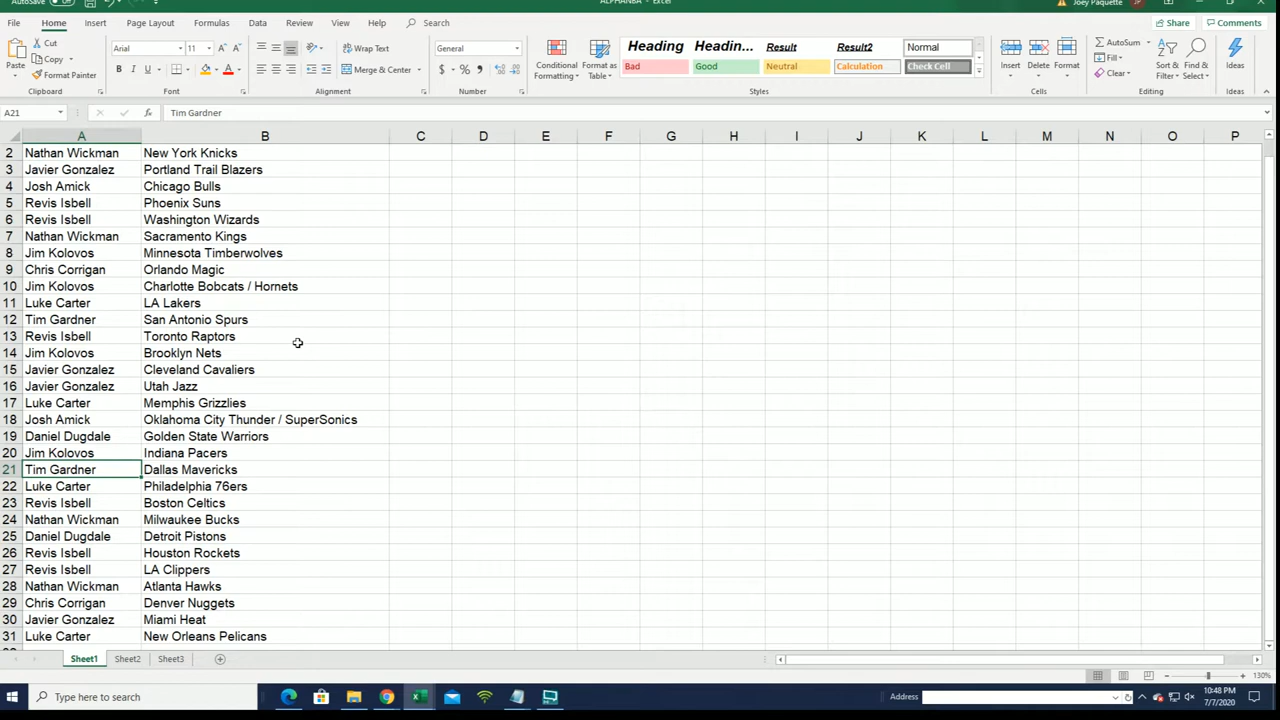 AutoSave Off ALPHANBA - Excel Joey Paquette JP
File Home Insert Page Layout Formulas Data Review View Help Search Share Comments
Paste Cut Copy Format Painter Clipboard
Arial 11 A A B I U A Font
Wrap Text Merge & Center Alignment
General $ % Number
Conditional Formatting Format as Table
Heading Headin... Result Result2 Normal
Bad Good Neutral Calculation Check Cell
Styles
Insert Delete Format Cells
AutoSum Fill Clear Sort & Filter Find & Select Editing
Ideas Ideas
A21 fx Tim Gardner
A B C D E F G H I J K L M N O P
2 Nathan Wickman New York Knicks
3 Javier Gonzalez Portland Trail Blazers
4 Josh Amick Chicago Bulls
5 Revis Isbell Phoenix Suns
6 Revis Isbell Washington Wizards
7 Nathan Wickman Sacramento Kings
8 Jim Kolovos Minnesota Timberwolves
9 Chris Corrigan Orlando Magic
10 Jim Kolovos Charlotte Bobcats / Hornets
11 Luke Carter LA Lakers
12 Tim Gardner San Antonio Spurs
13 Revis Isbell Toronto Raptors
14 Jim Kolovos Brooklyn Nets
15 Javier Gonzalez Cleveland Cavaliers
16 Javier Gonzalez Utah Jazz
17 Luke Carter Memphis Grizzlies
18 Josh Amick Oklahoma City Thunder / SuperSonics
19 Daniel Dugdale Golden State Warriors
20 Jim Kolovos Indiana Pacers
21 Tim Gardner Dallas Mavericks
22 Luke Carter Philadelphia 76ers
23 Revis Isbell Boston Celtics
24 Nathan Wickman Milwaukee Bucks
25 Daniel Dugdale Detroit Pistons
26 Revis Isbell Houston Rockets
27 Revis Isbell LA Clippers
28 Nathan Wickman Atlanta Hawks
29 Chris Corrigan Denver Nuggets
30 Javier Gonzalez Miami Heat
31 Luke Carter New Orleans Pelicans
Sheet1 Sheet2 Sheet3
130%
Type here to search Address 10:48 PM
7/7/2020